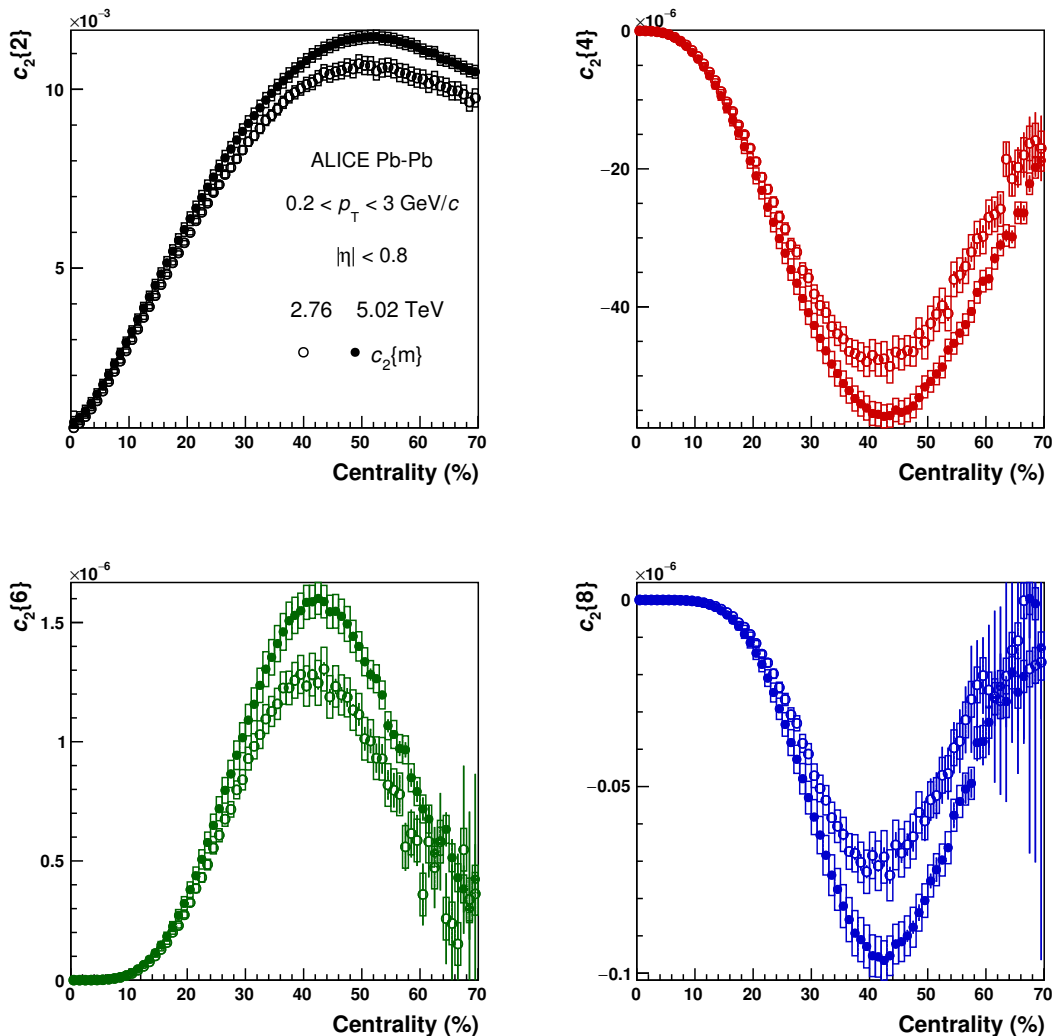 ×10⁻³
c₂{2}
10
5
0 10 20 30 40 50 60 70
Centrality (%)
ALICE Pb-Pb
0.2 < p_T < 3 GeV/c
|η| < 0.8
2.76 5.02 TeV
c₂{m}
×10⁻⁶
c₂{4}
0
−20
−40
0 10 20 30 40 50 60 70
Centrality (%)
×10⁻⁶
c₂{6}
1.5
1
0.5
0
0 10 20 30 40 50 60 70
Centrality (%)
×10⁻⁶
c₂{8}
0
−0.05
−0.1
0 10 20 30 40 50 60 70
Centrality (%)